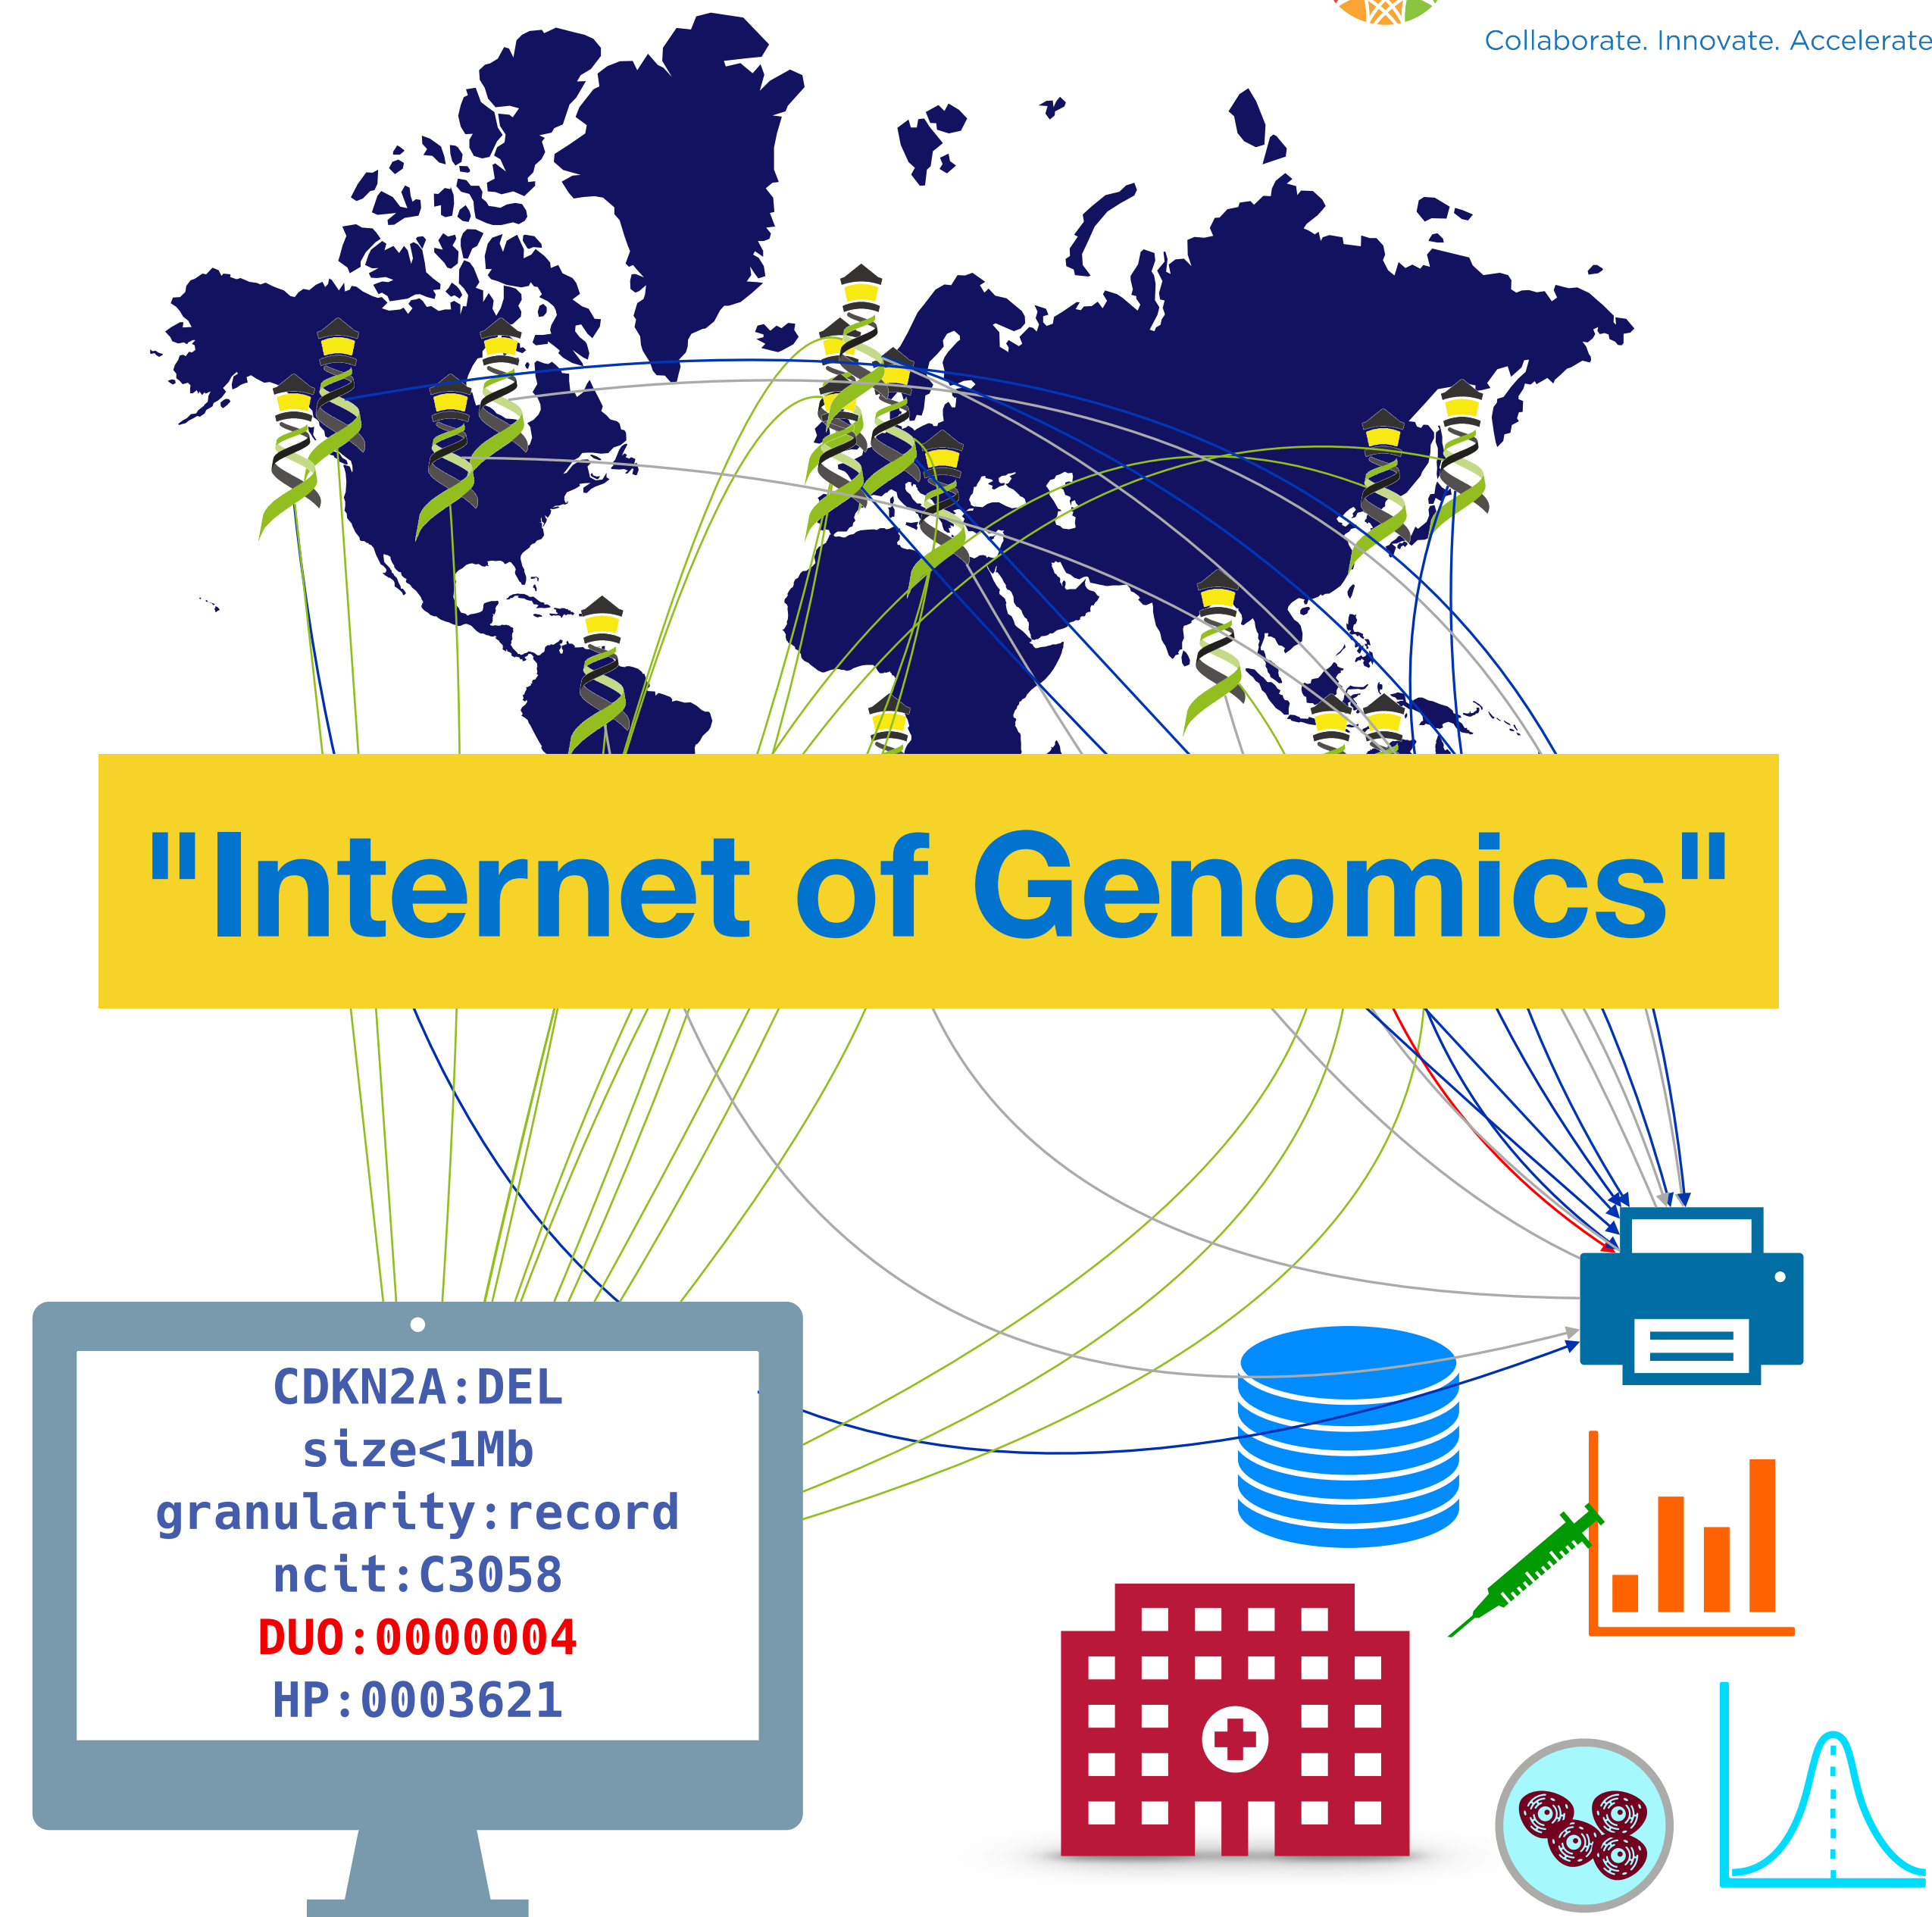 Collaborate. Innovate. Accelerate
"Internet of Genomics"
CDKN2A:DEL
size<1Mb
granularity:record
ncit:C3058
DUO:0000004
HP:0003621